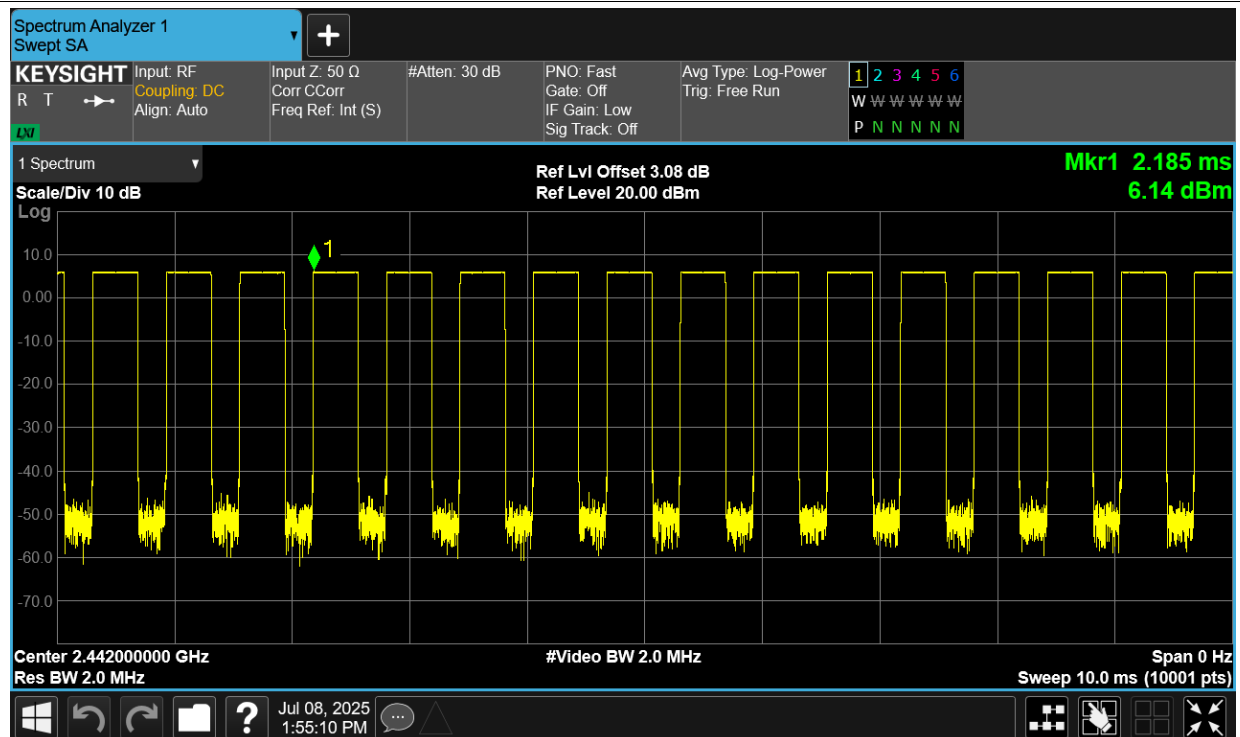 Spectrum Analyzer 1
Swept SA
KEYSIGHT
R T
LXI
Input: RF
Coupling: DC
Align: Auto
Input Z: 50 Ω
Corr CCorr
Freq Ref: Int (S)
#Atten: 30 dB
PNO: Fast
Gate: Off
IF Gain: Low
Sig Track: Off
Avg Type: Log-Power
Trig: Free Run
1 2 3 4 5 6
W W W W W W
P N N N N N
1 Spectrum
Scale/Div 10 dB
Log
Ref Lvl Offset 3.08 dB
Ref Level 20.00 dBm
Mkr1 2.185 ms
6.14 dBm
1
10.0
0.00
-10.0
-20.0
-30.0
-40.0
-50.0
-60.0
-70.0
Center 2.442000000 GHz
Res BW 2.0 MHz
#Video BW 2.0 MHz
Span 0 Hz
Sweep 10.0 ms (10001 pts)
?
Jul 08, 2025
1:55:10 PM